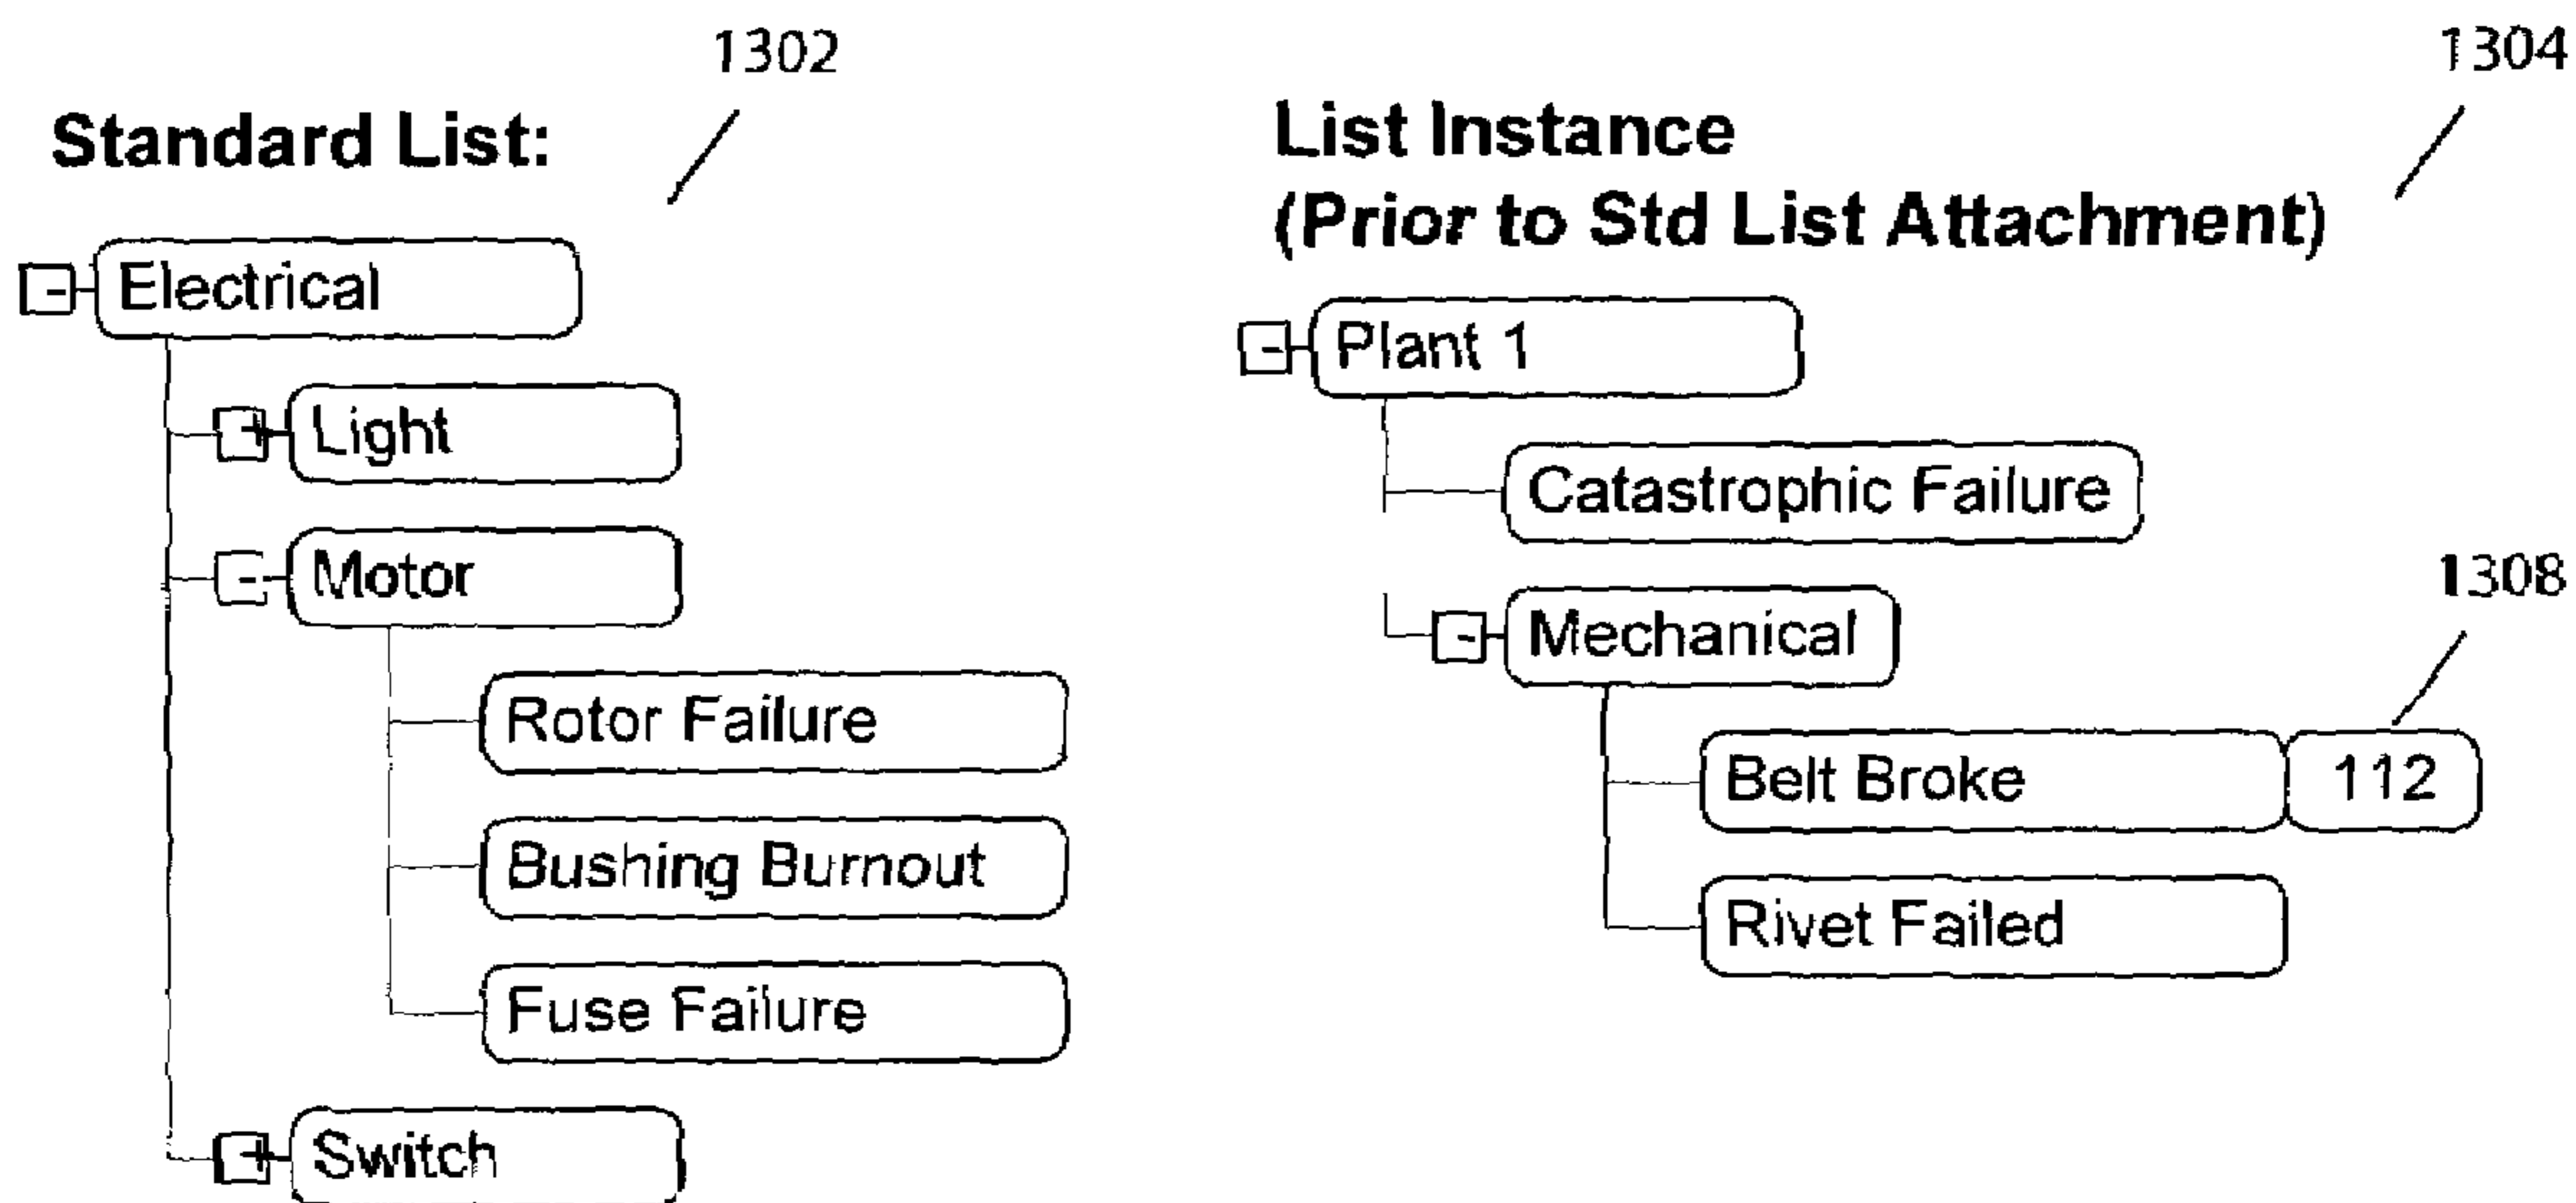 1302
Standard List:
Electrical
Light
Motor
Rotor Failure
Bushing Burnout
Fuse Failure
Switch
1304
List Instance
(Prior to Std List Attachment)
Plant 1
Catastrophic Failure
Mechanical
1308
Belt Broke 112
Rivet Failed